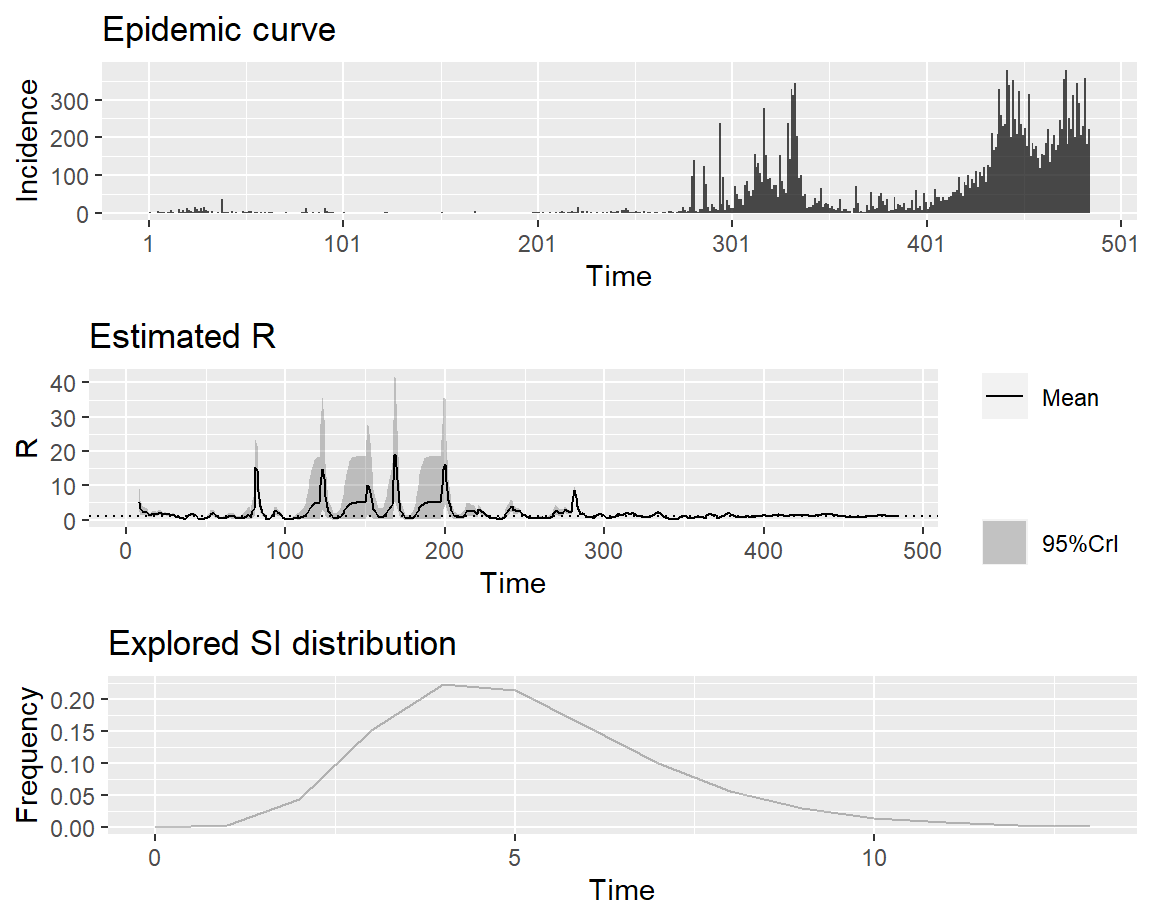 Epidemic curve
Incidence
300
200
100
0
1 101 201 301 401 501
Time
Estimated R
R
40
30
20
10
0
0 100 200 300 400 500
Time
Mean
95%CrI
Explored SI distribution
Frequency
0.20
0.15
0.10
0.05
0.00
0 5 10
Time